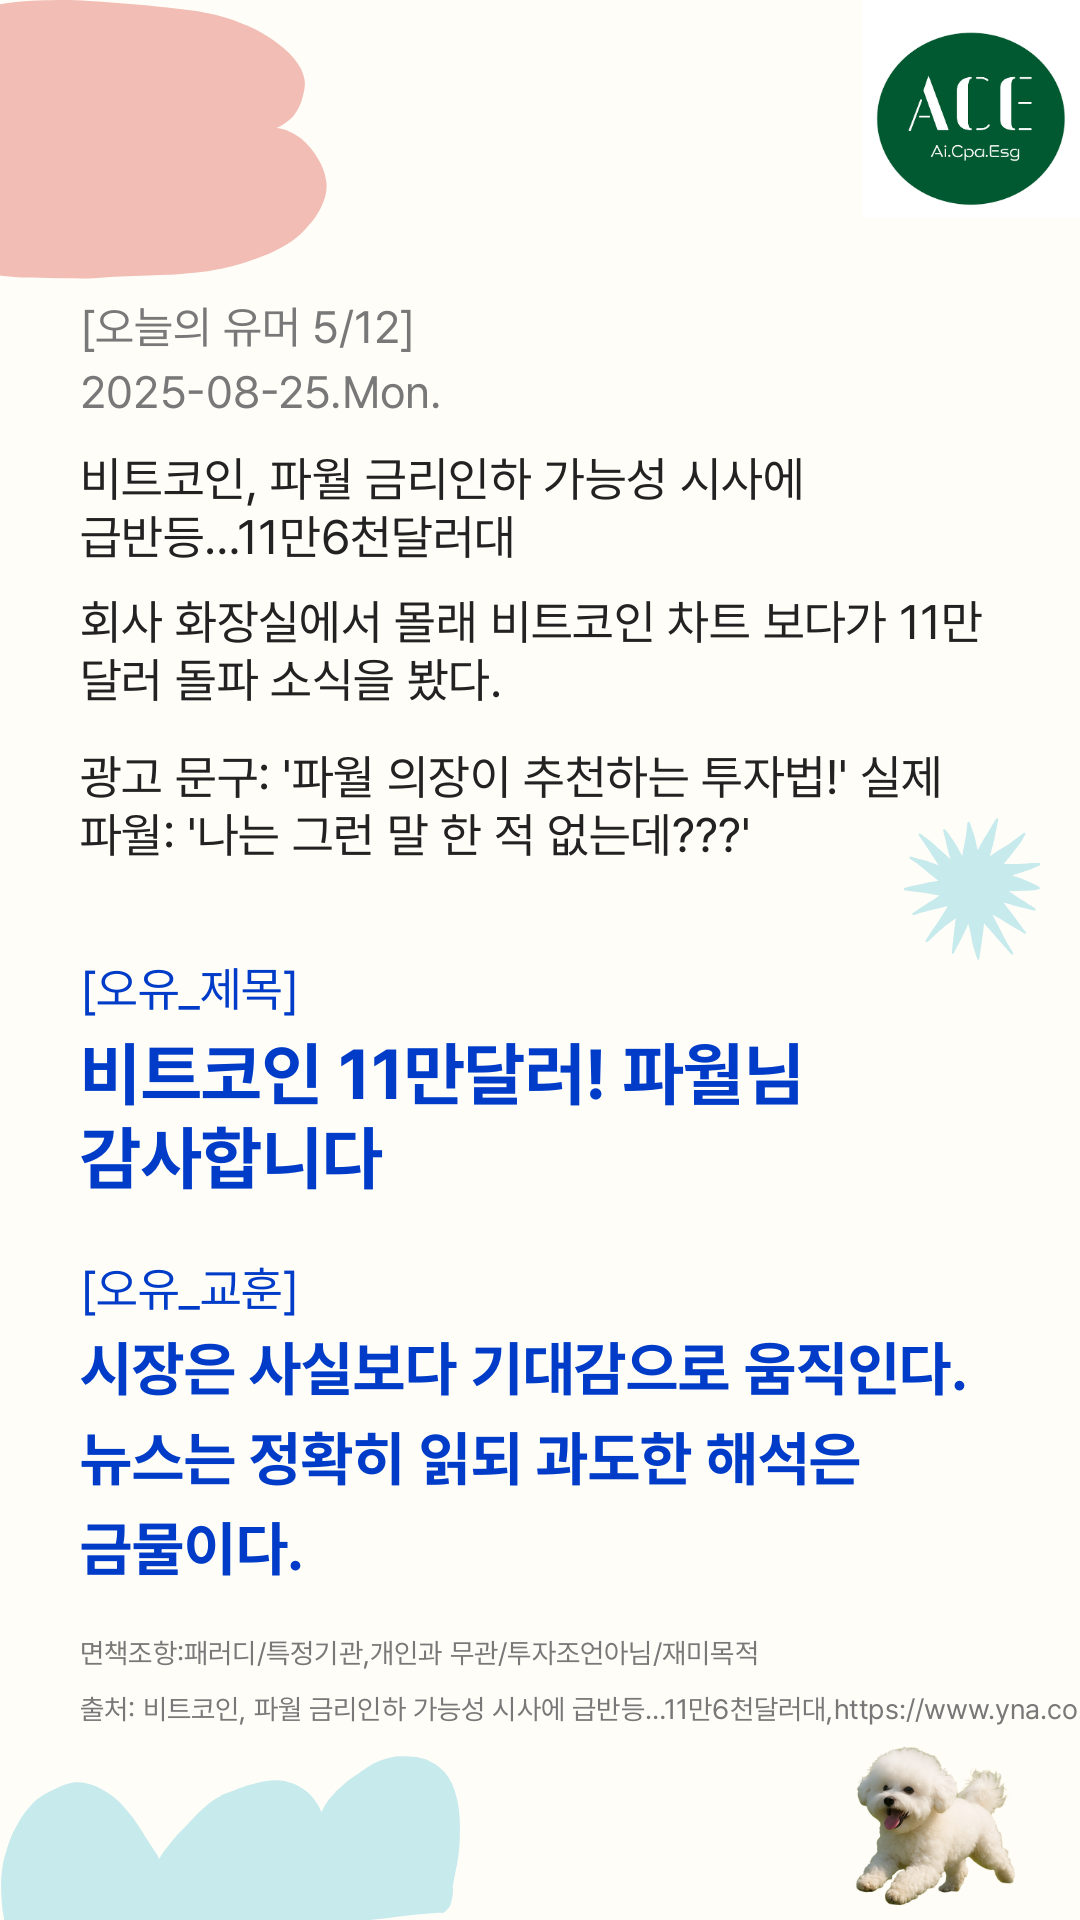 ACE
Ai.Cpa.Esg
[오늘의 유머 5/12]
2025-08-25.Mon.
비트코인, 파월 금리인하 가능성 시사에
급반등...11만6천달러대
회사 화장실에서 몰래 비트코인 차트 보다가 11만
달러 돌파 소식을 봤다.
광고 문구: '파월 의장이 추천하는 투자법!' 실제
파월: '나는 그런 말 한 적 없는데???'
[오유_제목]
비트코인 11만달러! 파월님
감사합니다
[오유_교훈]
시장은 사실보다 기대감으로 움직인다.
뉴스는 정확히 읽되 과도한 해석은
금물이다.
면책조항:패러디/특정기관,개인과 무관/투자조언아님/재미목적
출처: 비트코인, 파월 금리인하 가능성 시사에 급반등...11만6천달러대,https://www.yna.co